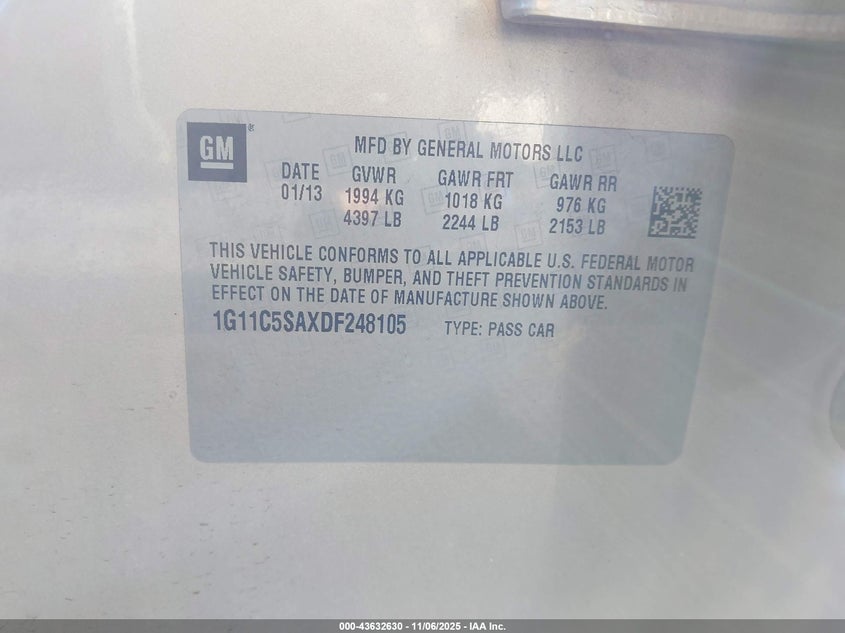 GM®
MFD BY GENERAL MOTORS LLC
DATE GVWR GAWR FRT GAWR RR
01/13 1994 KG 1018 KG 976 KG
4397 LB 2244 LB 2153 LB
THIS VEHICLE CONFORMS TO ALL APPLICABLE U.S. FEDERAL MOTOR
VEHICLE SAFETY, BUMPER, AND THEFT PREVENTION STANDARDS IN
EFFECT ON THE DATE OF MANUFACTURE SHOWN ABOVE.
1G11C5SAXDF248105 TYPE: PASS CAR
000-43632630 - 11/06/2025 - IAA Inc.